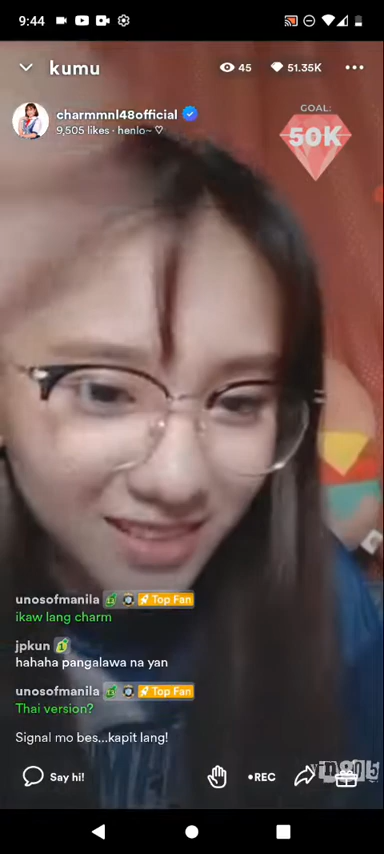 9:44
kumu
45
51.35K
charmmnl48official
9,505 likes · henlo~ ♡
GOAL:
50K
unosofmanila Top Fan
ikaw lang charm
jpkun
hahaha pangalawa na yan
unosofmanila Top Fan
Thai version?
Signal mo bes...kapit lang!
Say hi!
•REC